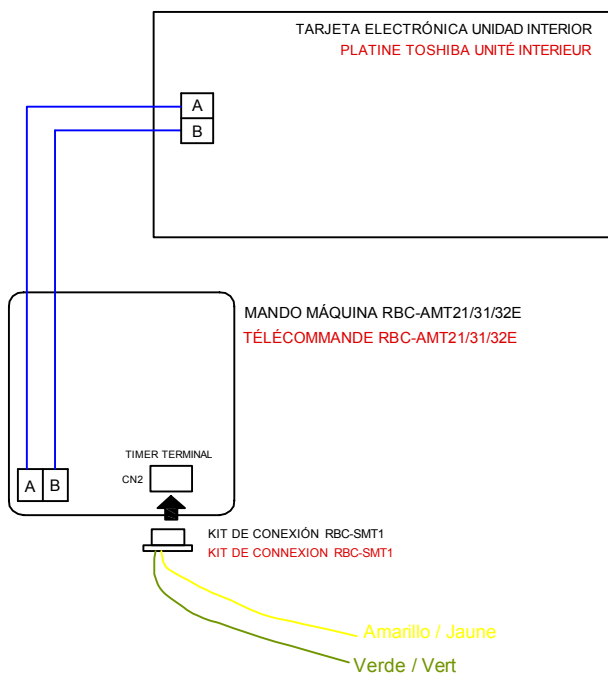 TARJETA ELECTRÓNICA UNIDAD INTERIOR
PLATINE TOSHIBA UNITÉ INTERIEUR
A
B
MANDO MÁQUINA RBC-AMT21/31/32E
TÉLÉCOMMANDE RBC-AMT21/31/32E
TIMER TERMINAL
CN2
A B
KIT DE CONEXIÓN RBC-SMT1
KIT DE CONNEXION RBC-SMT1
Amarillo / Jaune
Verde / Vert